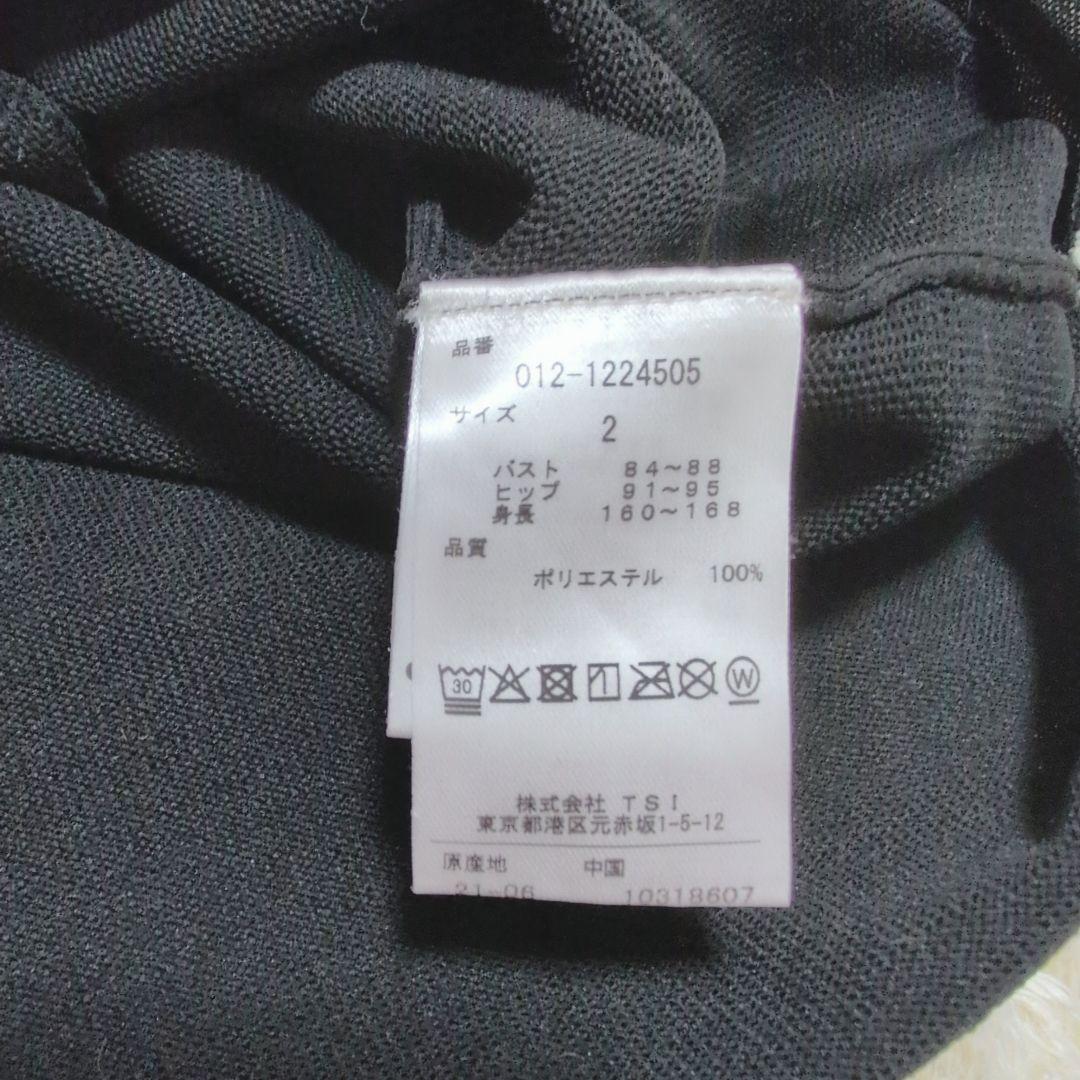 品番
012-1224505
サイズ
2
バスト 84～88
ヒップ 91～95
身長 160～168
品質
ポリエステル 100%
30
W
株式会社 TSI
東京都港区元赤坂1-5-12
原産地 中国
21-06 10318607